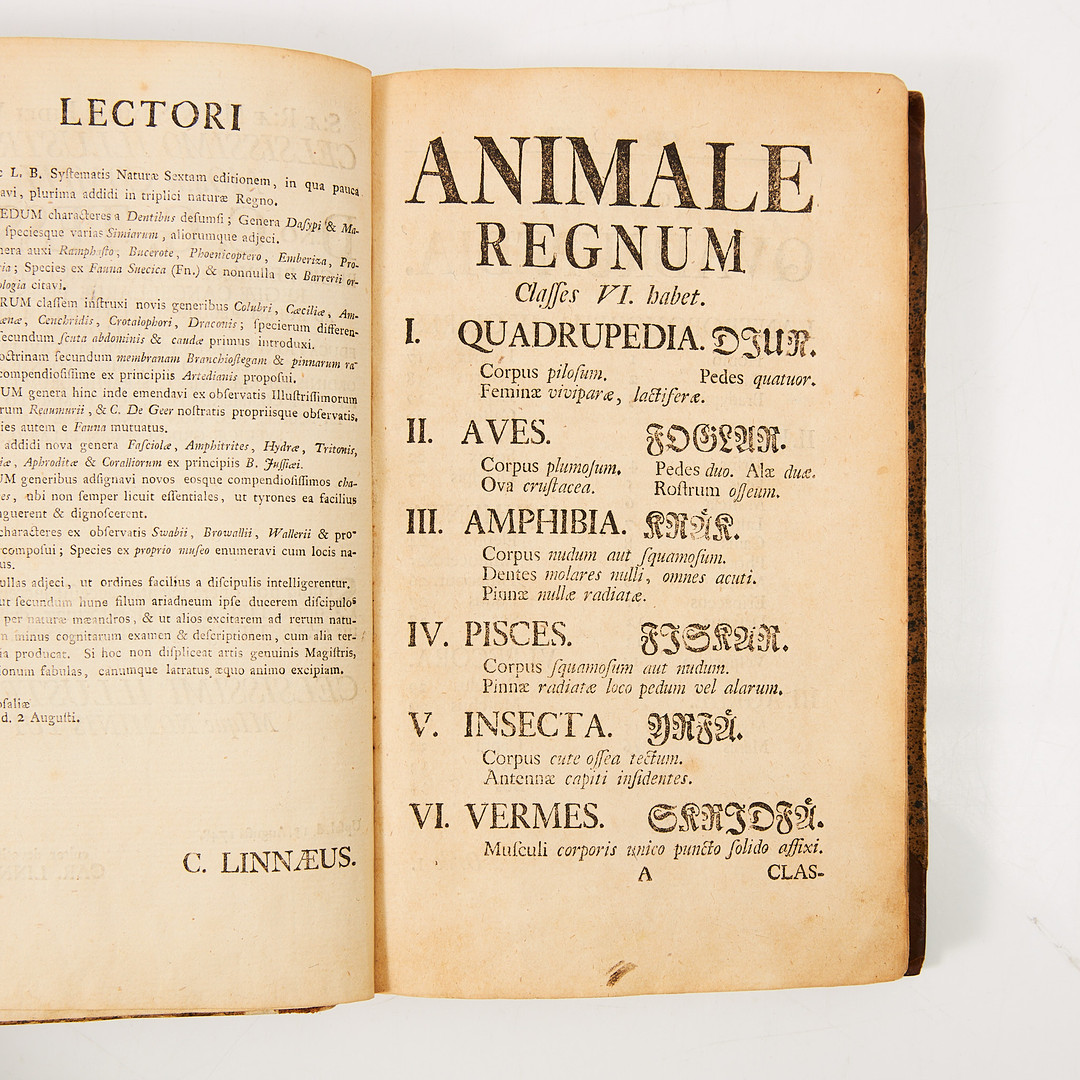 LECTORI
L. B. Syſtematis Naturæ Sextam editionem, in qua pauca
avi, plurima addidi in triplici naturæ Regno.
EDUM characteres a Dentibus deſumſi; Genera Daſypi & Ma-
ſpeciesque varias Simiarum, aliorumque adjeci.
nera auxi Ramphaſto, Bucerote, Phoenicoptero, Emberiza, Pro-
ria; Species ex Fauna Suecica (Fn.) & nonnulla ex Barrerii or-
ologia citavi.
RUM claſſem inſtruxi novis generibus Colubri, Cæciliæ, Am-
ænæ, Cenchridis, Crotalophori, Draconis; ſpecierum differen-
ſecundum ſcuta abdominis & caudæ primus introduxi.
octrinam ſecundum membranam Branchioſtegam & pinnarum ra-
compendioſiſſime ex principiis Artedianis propoſui.
UM genera hinc inde emendavi ex obſervatis Illuſtriſſimorum
rum Reaumurii, & C. De Geer noſtratis propriisque obſervatis,
ies autem e Fauna mutuatus.
addidi nova genera Faſciolæ, Amphitrites, Hydræ, Tritonis,
iæ, Aphroditæ & Coralliorum ex principiis B. Juſſiæi.
UM generibus adſignavi novos eosque compendioſiſſimos cha-
es, ubi non ſemper licuit eſſentiales, ut tyrones ea facilius
nguerent & dignoſcerent.
characteres ex obſervatis Swabii, Browallii, Wallerii & pro-
compoſui; Species ex proprio muſeo enumeravi cum locis na-
us.
ullas adjeci, ut ordines facilius a diſcipulis intelligerentur.
ut ſecundum hunc filum ariadneum ipſe ducerem diſcipulos
per naturæ mæandros, & ut alios excitarem ad rerum natu-
m minus cognitarum examen & deſcriptionem, cum alia ter-
ia producat. Si hoc non diſpliceat artis genuinis Magiſtris,
ionum fabulas, canumque latratus æquo animo excipiam.
pſaliæ
d. 2 Auguſti.
C. LINNÆUS.
ANIMALE
REGNUM
Claſſes VI. habet.
I. QUADRUPEDIA. DJUR.
Corpus piloſum. Pedes quatuor.
Feminæ viviparæ, lactiferæ.
II. AVES. FOGLAR.
Corpus plumoſum. Pedes duo. Alæ duæ.
Ova cruſtacea. Roſtrum oſſeum.
III. AMPHIBIA. KRÅK.
Corpus nudum aut ſquamoſum.
Dentes molares nulli, omnes acuti.
Pinnæ nullæ radiatæ.
IV. PISCES. FISKAR.
Corpus ſquamoſum aut nudum.
Pinnæ radiatæ loco pedum vel alarum.
V. INSECTA. YRFÄ.
Corpus cute oſſea tectum.
Antennæ capiti inſidentes.
VI. VERMES. SKRIDFÄ.
Muſculi corporis unico puncto ſolido affixi.
A CLAS-